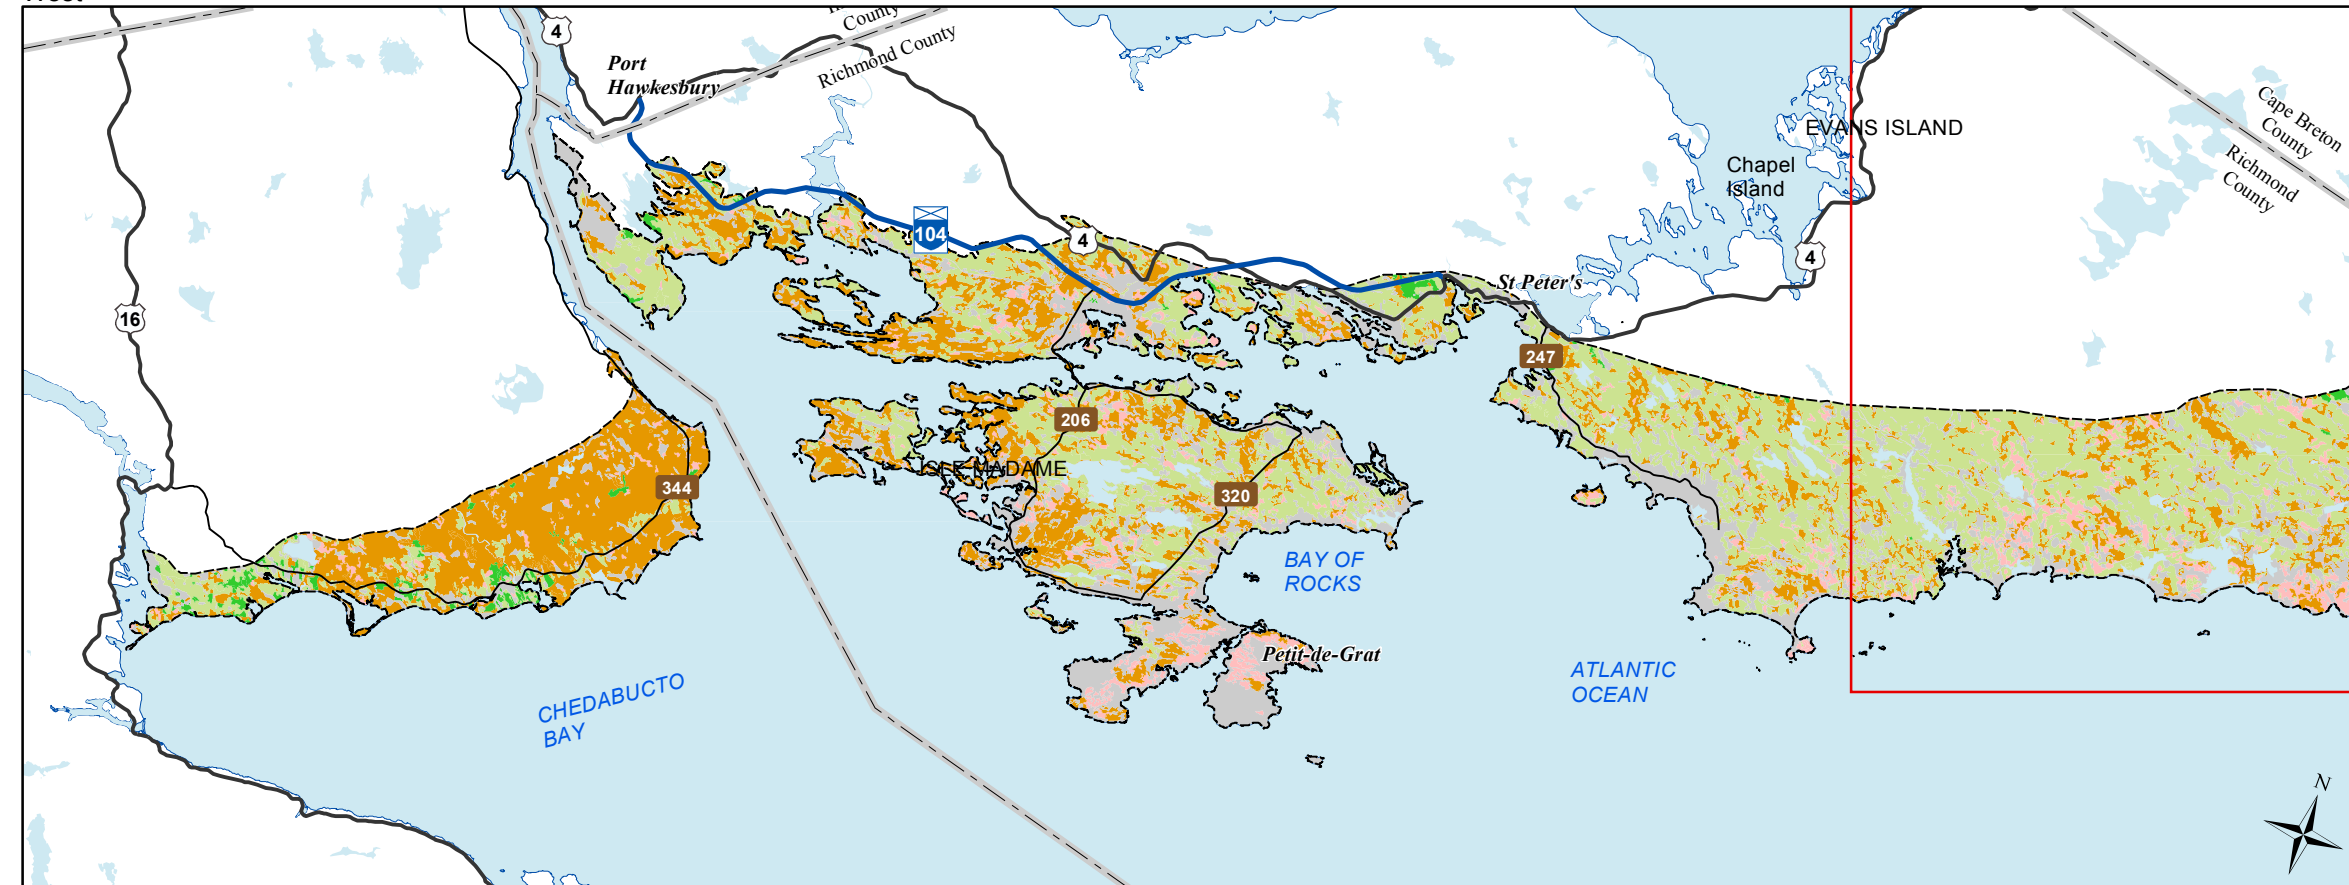 4
County
Richmond County
Port
Hawkesbury
Cape Breton
County
Richmond
County
EVANS ISLAND
Chapel
Island
104
4
4
St Peter's
16
247
206
ISLE MADAME
344
320
BAY OF
ROCKS
Petit-de-Grat
ATLANTIC
OCEAN
CHEDABUCTO
BAY
N